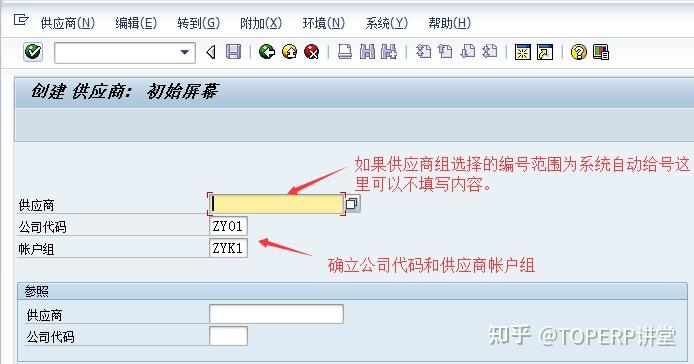 供应商(N) 编辑(E) 转到(G) 附加(X) 环境(N) 系统(Y) 帮助(H)
创建 供应商: 初始屏幕
如果供应商组选择的编号范围为系统自动给号这
里可以不填写内容。
供应商
公司代码 ZY01
帐户组 ZYK1
确立公司代码和供应商帐户组
参照
供应商
公司代码
知乎 @TOPERP讲堂